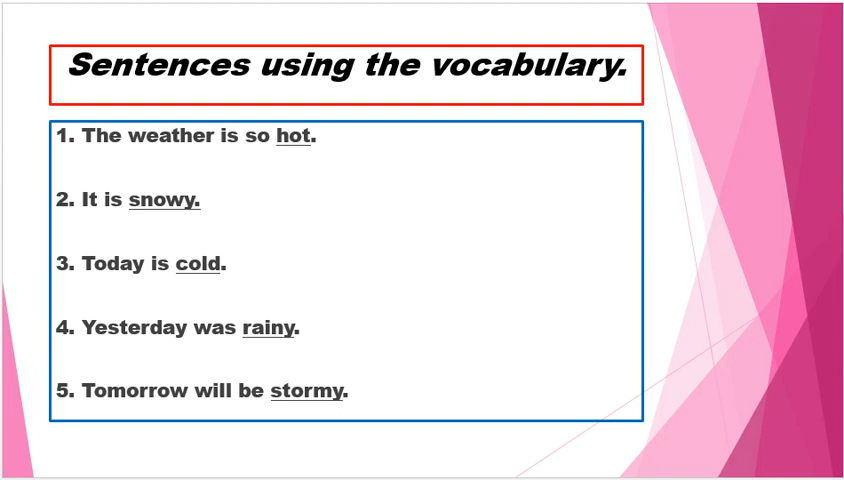 Sentences using the vocabulary.
1. The weather is so hot.
2. It is snowy.
3. Today is cold.
4. Yesterday was rainy.
5. Tomorrow will be stormy.